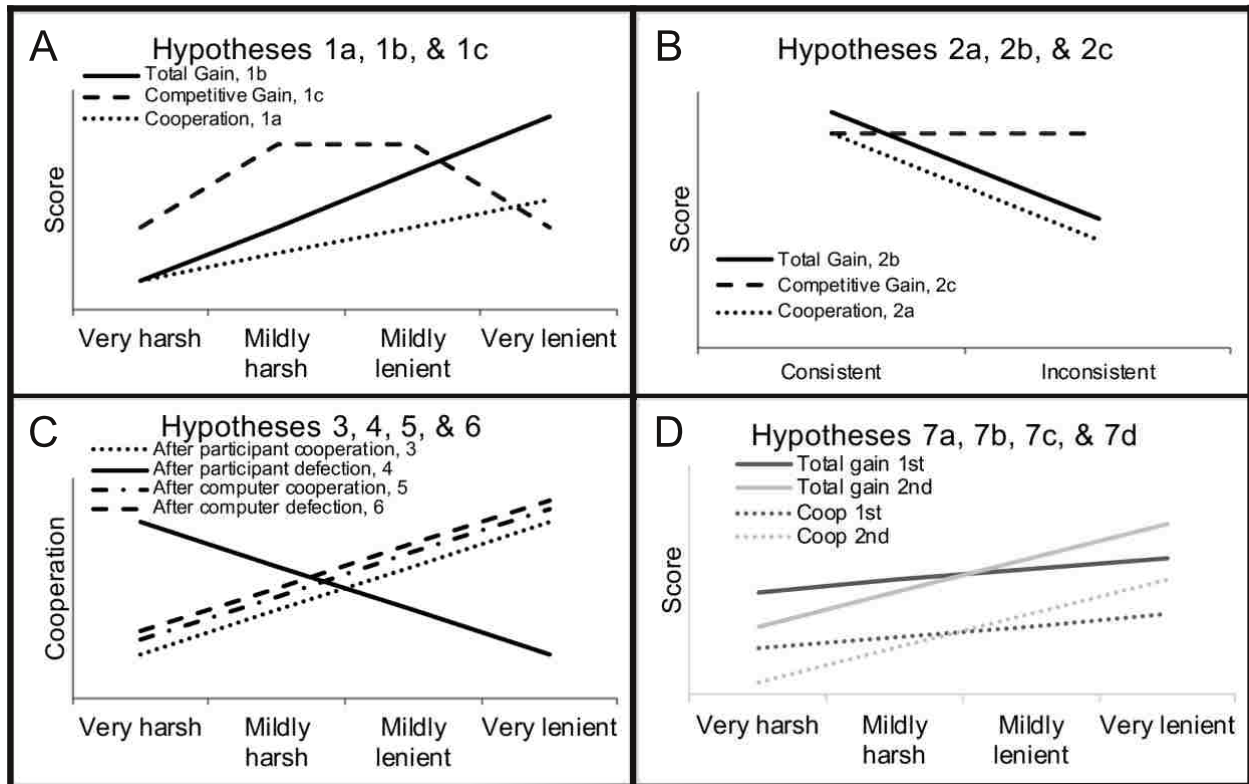 A
Hypotheses 1a, 1b, & 1c
Total Gain, 1b
Competitive Gain, 1c
Cooperation, 1a
Score
Very harsh
Mildly
harsh
Mildly
lenient
Very lenient
B
Hypotheses 2a, 2b, & 2c
Score
Total Gain, 2b
Competitive Gain, 2c
Cooperation, 2a
Consistent
Inconsistent
C
Hypotheses 3, 4, 5, & 6
After participant cooperation, 3
After participant defection, 4
After computer cooperation, 5
After computer defection, 6
Cooperation
Very harsh
Mildly
harsh
Mildly
lenient
Very lenient
D
Hypotheses 7a, 7b, 7c, & 7d
Total gain 1st
Total gain 2nd
Coop 1st
Coop 2nd
Score
Very harsh
Mildly
harsh
Mildly
lenient
Very lenient